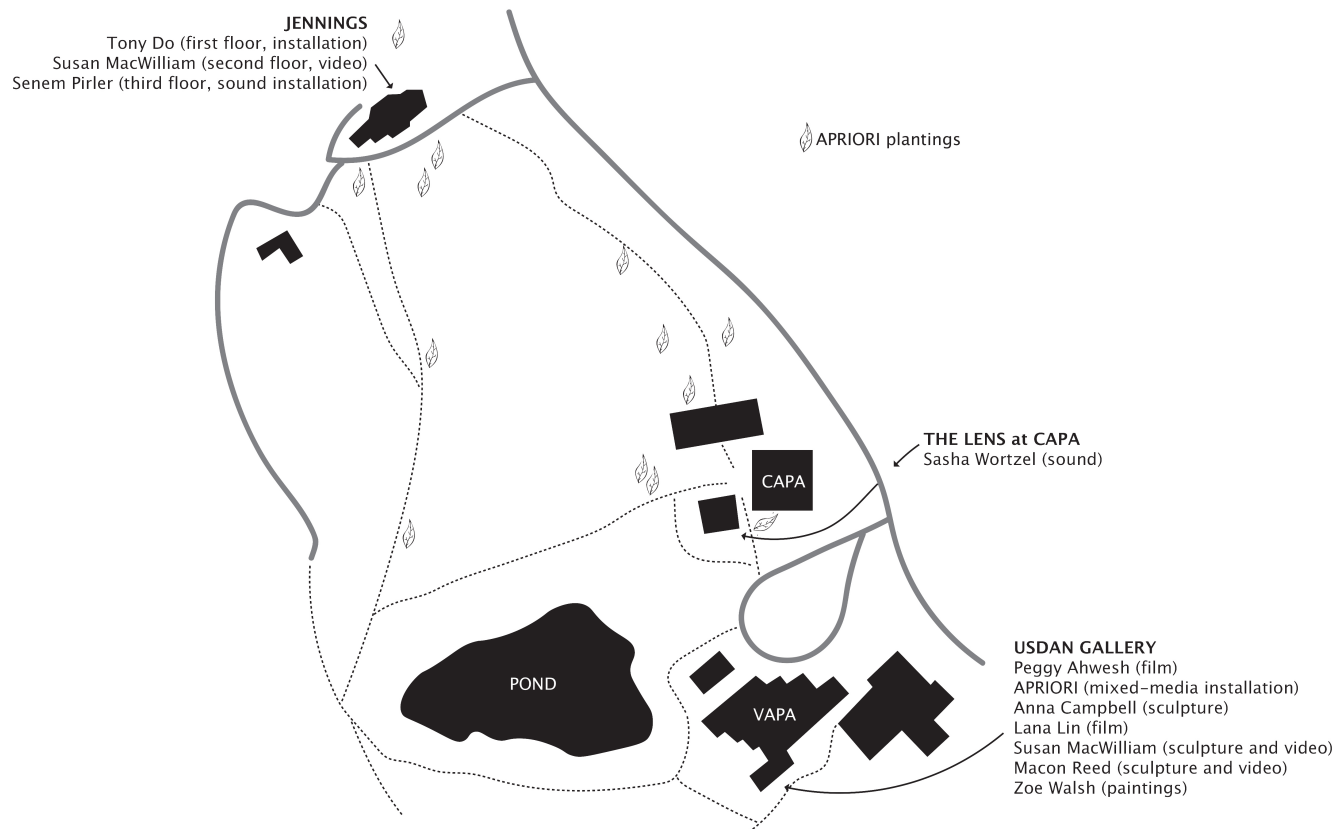 JENNINGS
Tony Do (first floor, installation)
Susan MacWilliam (second floor, video)
Senem Pirler (third floor, sound installation)
APRIORI plantings
THE LENS at CAPA
Sasha Wortzel (sound)
CAPA
POND
VAPA
USDAN GALLERY
Peggy Ahwesh (film)
APRIORI (mixed-media installation)
Anna Campbell (sculpture)
Lana Lin (film)
Susan MacWilliam (sculpture and video)
Macon Reed (sculpture and video)
Zoe Walsh (paintings)